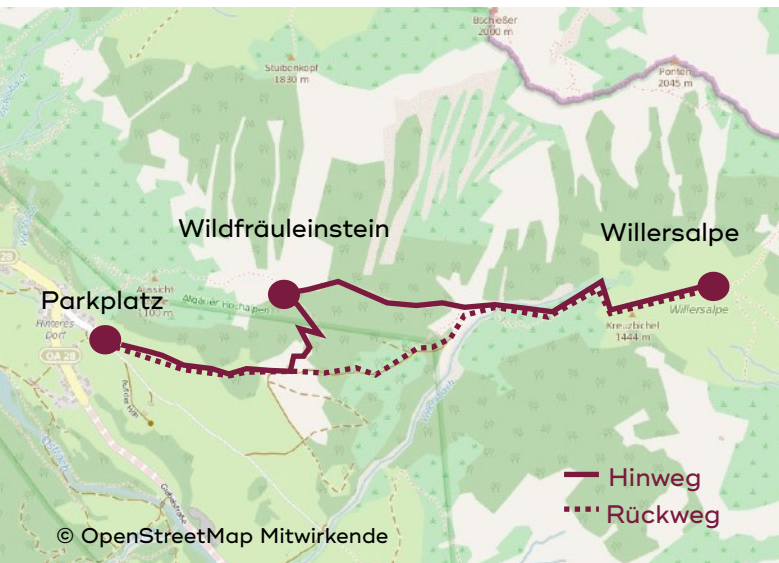 Bschießer
2000 m
Stuibenkopf
1830 m
Ponten
2045 m
Wildfräuleinstein
Willersalpe
28
Aussicht
1100 m
Parkplatz
Allgäuer Hochalpen
Willersalpe
Hinteres
Dorf
Kreuzbichel
1444 m
OA 28
Ostrach
Hinweg
Rückweg
© OpenStreetMap Mitwirkende